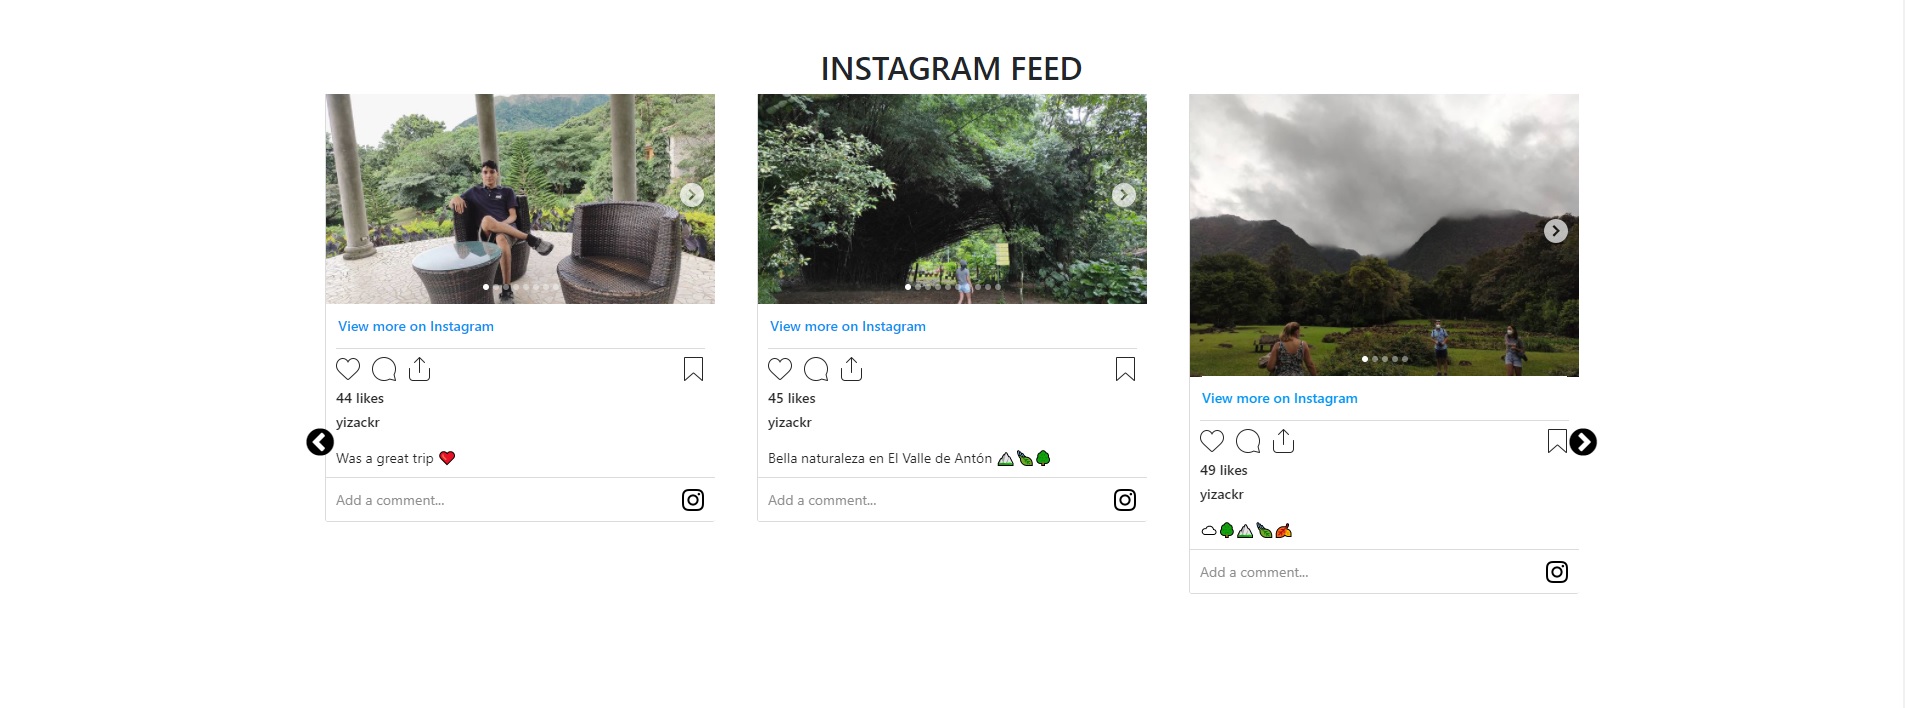 INSTAGRAM FEED
View more on Instagram
44 likes
yizackr
Was a great trip ❤️
Add a comment...
View more on Instagram
45 likes
yizackr
Bella naturaleza en El Valle de Antón 🏔️🍃🌳
Add a comment...
View more on Instagram
49 likes
yizackr
☁️🌳🏔️🍃🍂
Add a comment...